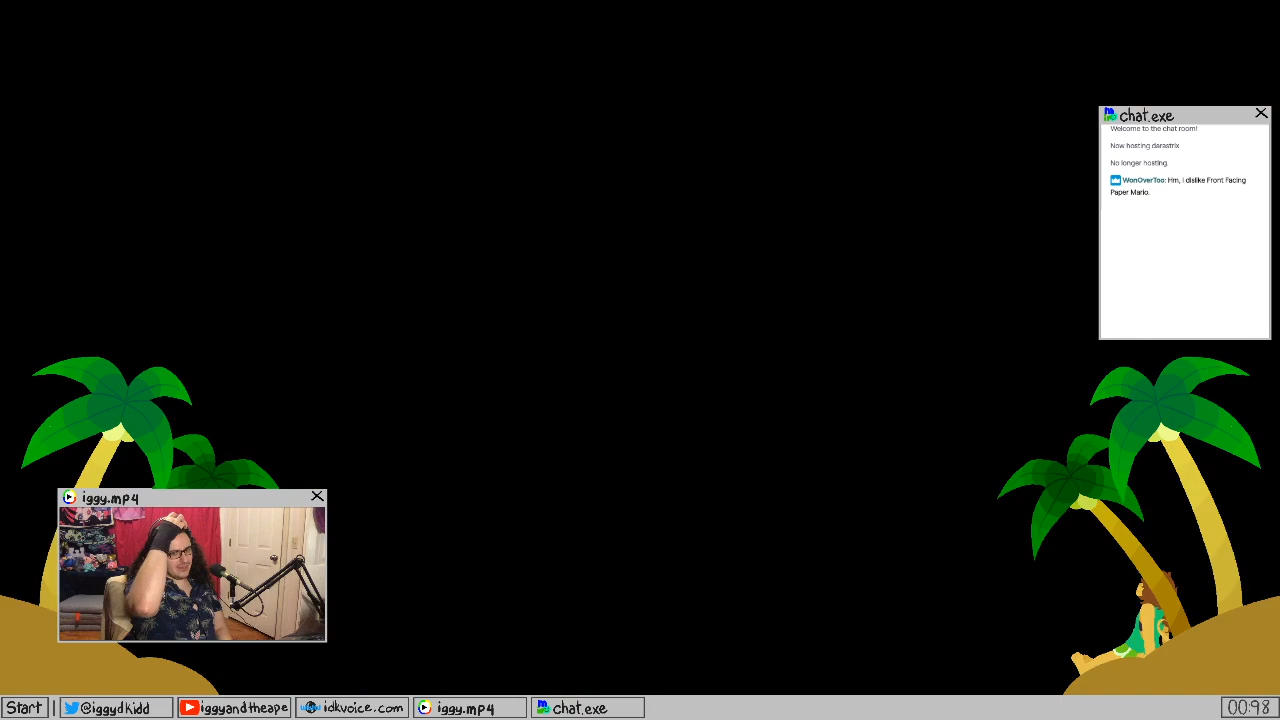 chat.exe
Welcome to the chat room!
Now hosting darastrix
No longer hosting.
WonOverToo: Hm, I dislike Front Facing
Paper Mario.
iggy.mp4
Start | @iggydkidd iggyandtheape idkvoice.com iggy.mp4 chat.exe 00:98